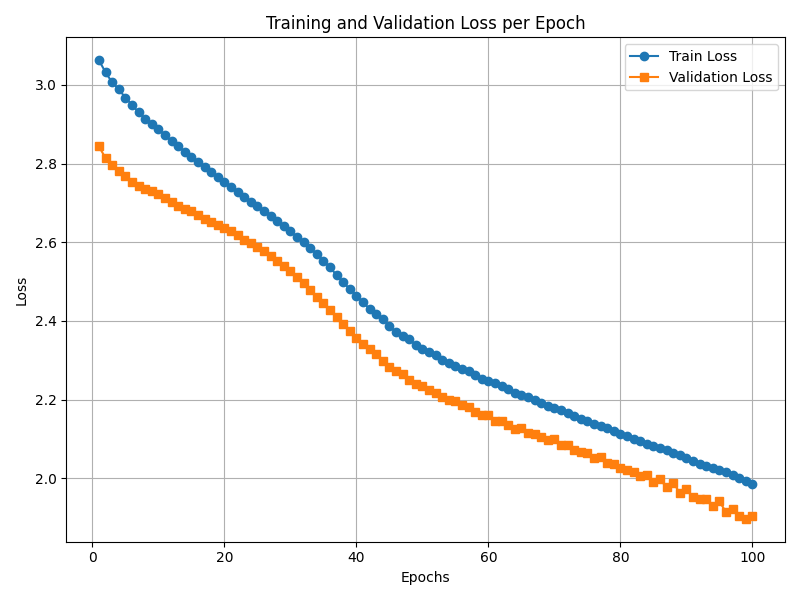 Training and Validation Loss per Epoch
Train Loss
Validation Loss
3.0
2.8
2.6
2.4
2.2
2.0
Loss
0 20 40 60 80 100
Epochs